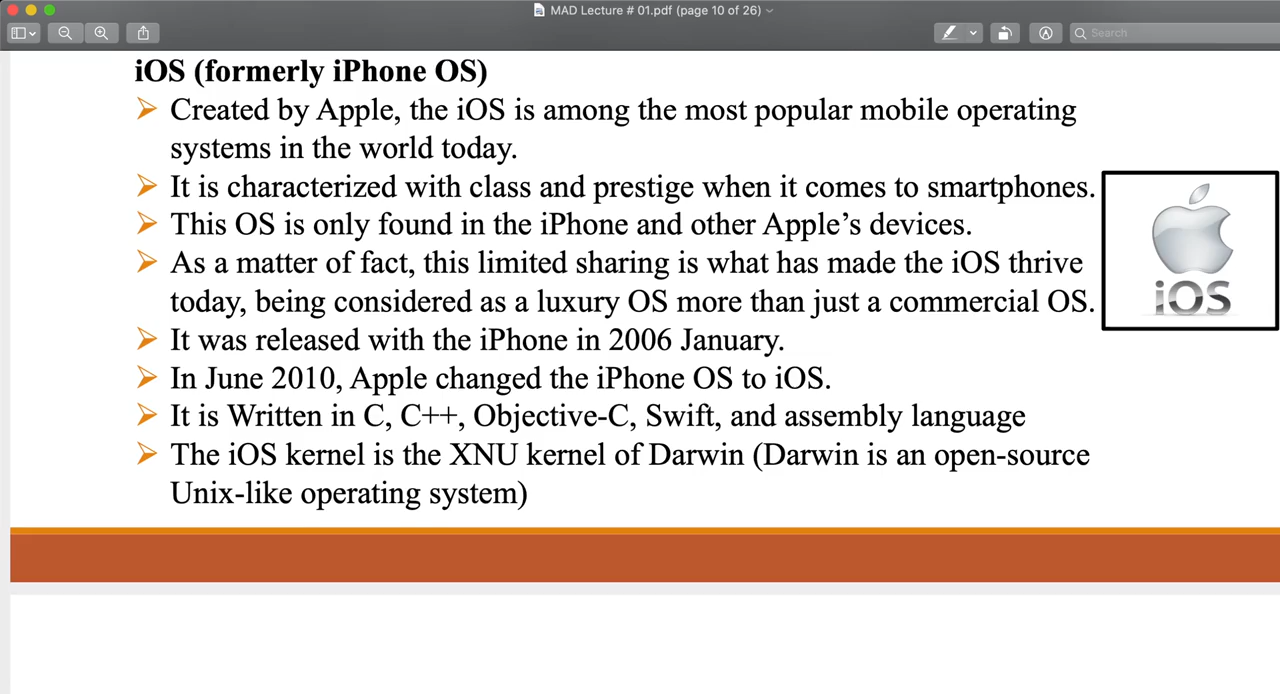 MAD Lecture # 01.pdf (page 10 of 26)
Search
iOS (formerly iPhone OS)
Created by Apple, the iOS is among the most popular mobile operating
systems in the world today.
It is characterized with class and prestige when it comes to smartphones.
This OS is only found in the iPhone and other Apple’s devices.
As a matter of fact, this limited sharing is what has made the iOS thrive
today, being considered as a luxury OS more than just a commercial OS.
It was released with the iPhone in 2006 January.
In June 2010, Apple changed the iPhone OS to iOS.
It is Written in C, C++, Objective-C, Swift, and assembly language
The iOS kernel is the XNU kernel of Darwin (Darwin is an open-source
Unix-like operating system)
iOS